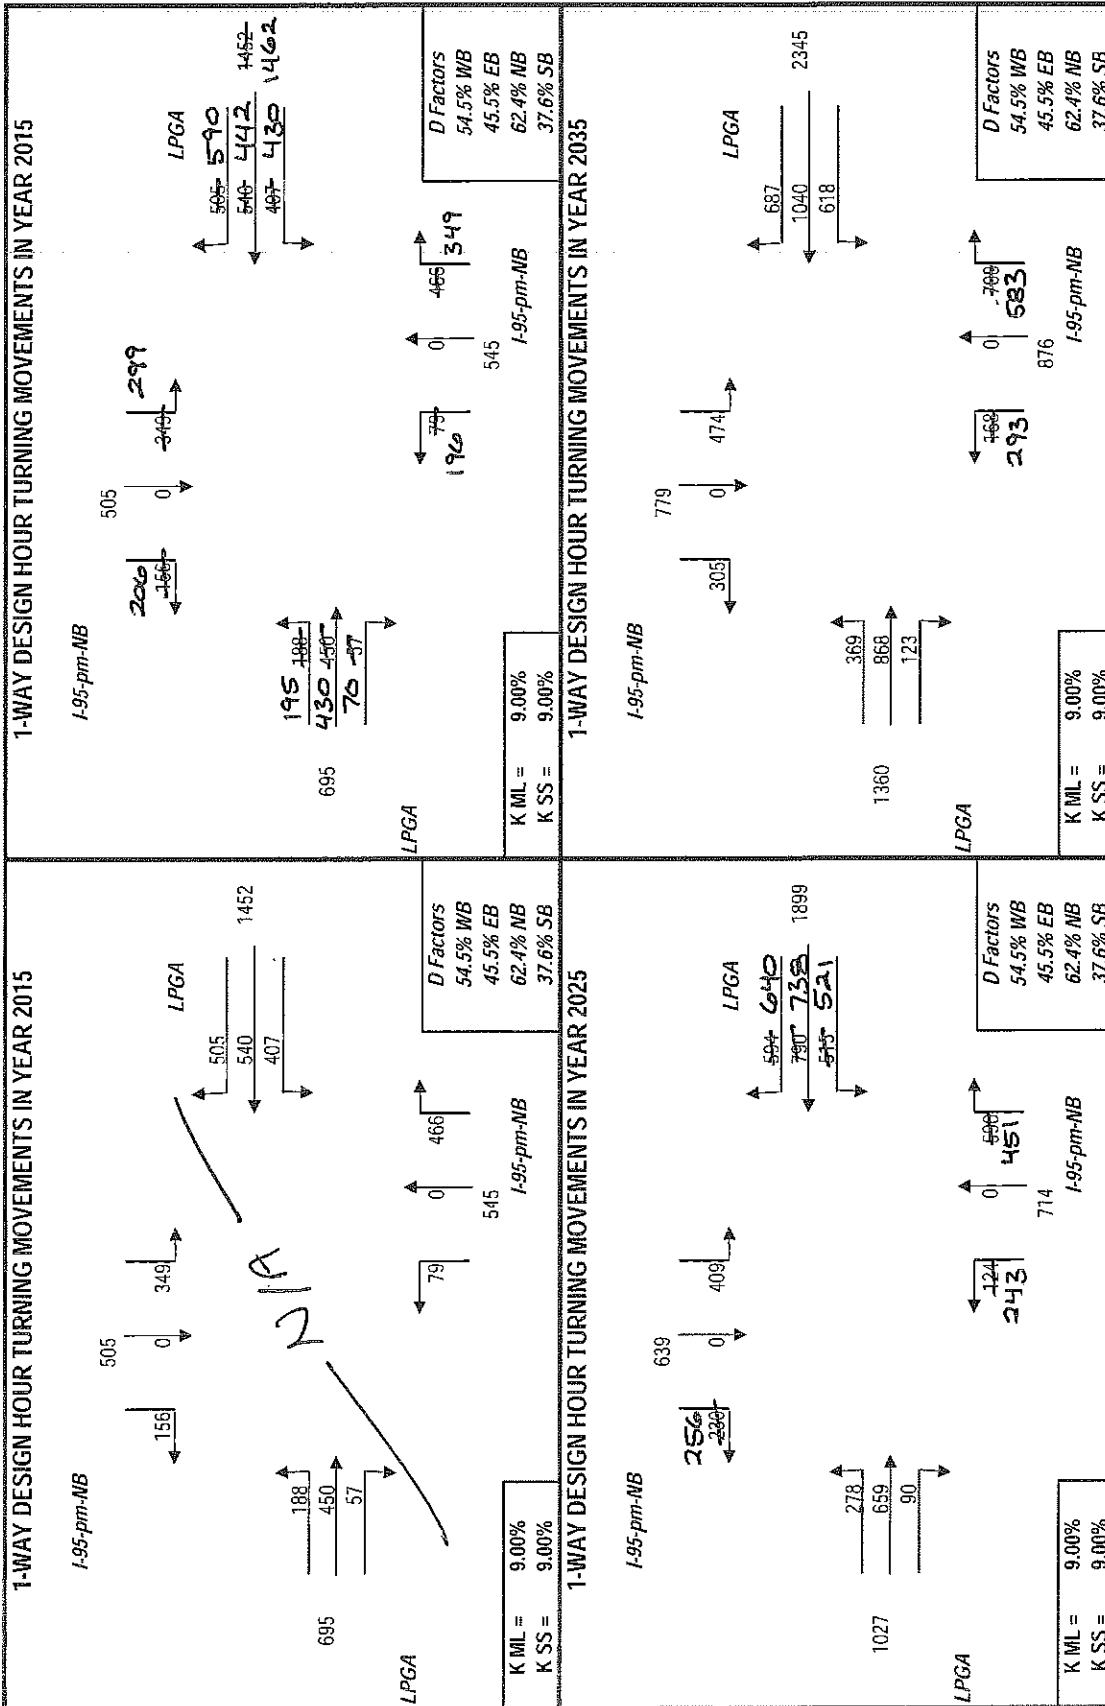 1-WAY DESIGN HOUR TURNING MOVEMENTS IN YEAR 2015
I-95-pm-NB
505
156
0
349
LPGA
505
540
407
1452
N/A
695
188
450
57
LPGA
79
0
466
545
I-95-pm-NB
K ML = 9.00%
K SS = 9.00%
D Factors
54.5% WB
45.5% EB
62.4% NB
37.6% SB
1-WAY DESIGN HOUR TURNING MOVEMENTS IN YEAR 2015
I-95-pm-NB
505
206
156
0
349
299
LPGA
505 590
540 442
407 430
1452
1462
695
195 188
430 450
70 57
LPGA
79
196
0
466
349
545
I-95-pm-NB
K ML = 9.00%
K SS = 9.00%
D Factors
54.5% WB
45.5% EB
62.4% NB
37.6% SB
1-WAY DESIGN HOUR TURNING MOVEMENTS IN YEAR 2025
I-95-pm-NB
639
256
230
0
409
LPGA
594 640
790 738
515 521
1899
1027
278
659
90
LPGA
124
243
0
590
451
714
I-95-pm-NB
K ML = 9.00%
K SS = 9.00%
D Factors
54.5% WB
45.5% EB
62.4% NB
37.6% SB
1-WAY DESIGN HOUR TURNING MOVEMENTS IN YEAR 2035
I-95-pm-NB
779
305
0
474
LPGA
687
1040
618
2345
1360
369
868
123
LPGA
168
293
0
708
583
876
I-95-pm-NB
K ML = 9.00%
K SS = 9.00%
D Factors
54.5% WB
45.5% EB
62.4% NB
37.6% SB